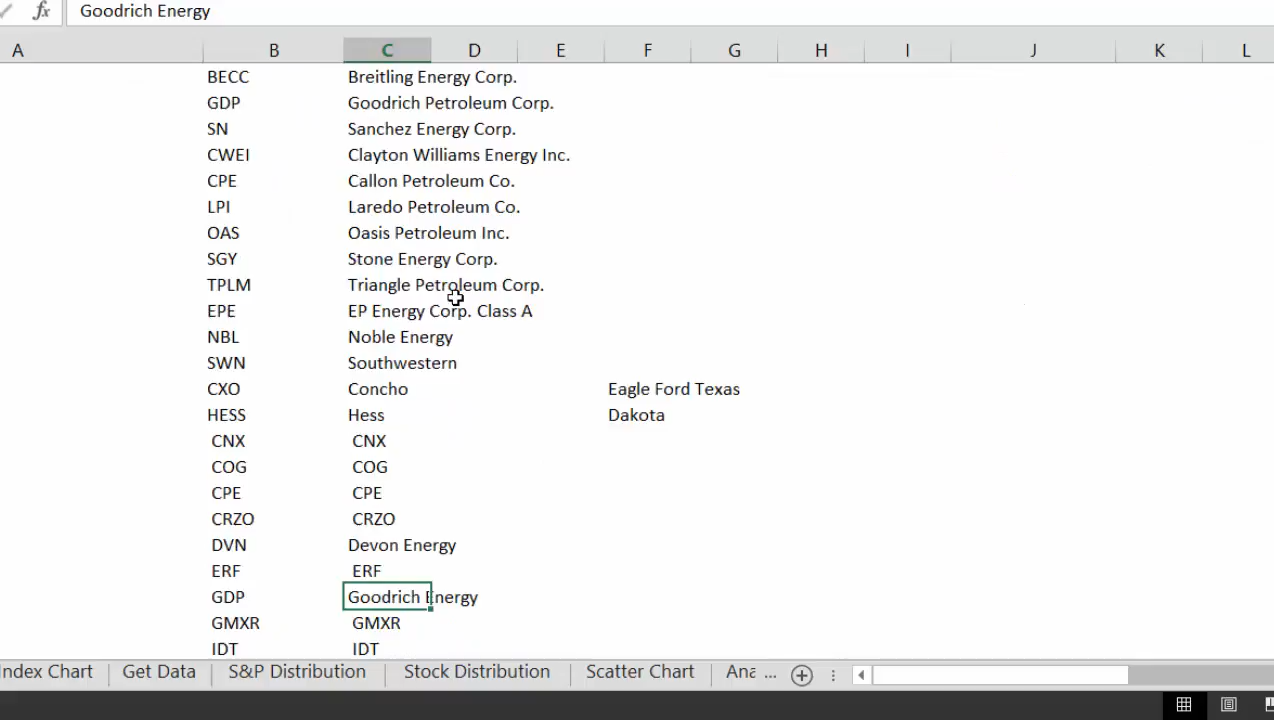 fx Goodrich Energy
A B C D E F G H I J K L
BECC Breitling Energy Corp.
GDP Goodrich Petroleum Corp.
SN Sanchez Energy Corp.
CWEI Clayton Williams Energy Inc.
CPE Callon Petroleum Co.
LPI Laredo Petroleum Co.
OAS Oasis Petroleum Inc.
SGY Stone Energy Corp.
TPLM Triangle Petroleum Corp.
EPE EP Energy Corp. Class A
NBL Noble Energy
SWN Southwestern
CXO Concho Eagle Ford Texas
HESS Hess Dakota
CNX CNX
COG COG
CPE CPE
CRZO CRZO
DVN Devon Energy
ERF ERF
GDP Goodrich Energy
GMXR GMXR
IDT IDT
Index Chart Get Data S&P Distribution Stock Distribution Scatter Chart Ana ...